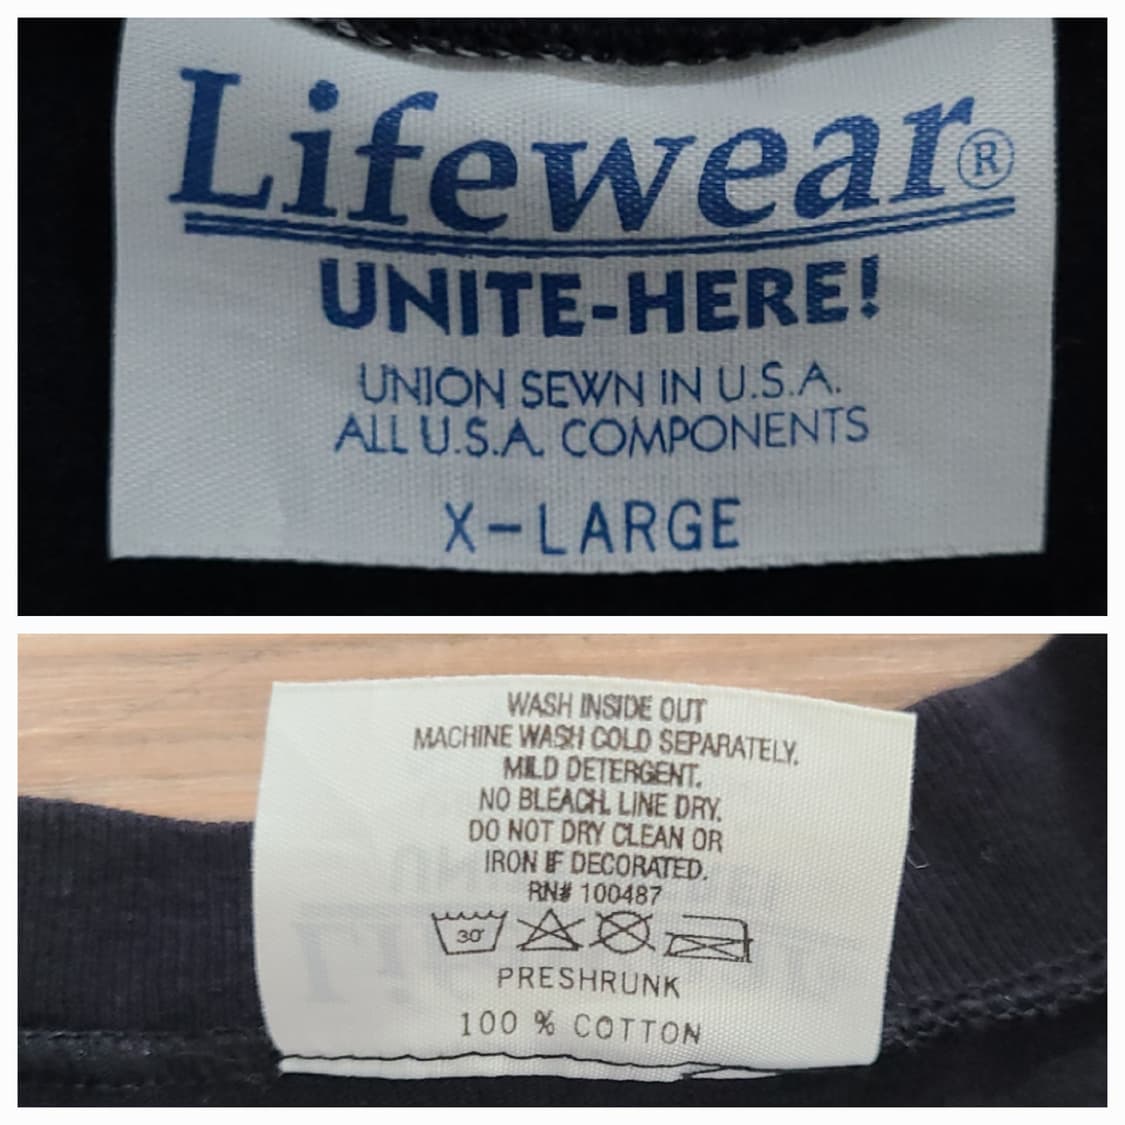 Lifewear®
UNITE-HERE!
UNION SEWN IN U.S.A.
ALL U.S.A. COMPONENTS
X-LARGE
WASH INSIDE OUT
MACHINE WASH COLD SEPARATELY.
MILD DETERGENT.
NO BLEACH. LINE DRY.
DO NOT DRY CLEAN OR
IRON IF DECORATED.
RN# 100487
30°
PRESHRUNK
100 % COTTON